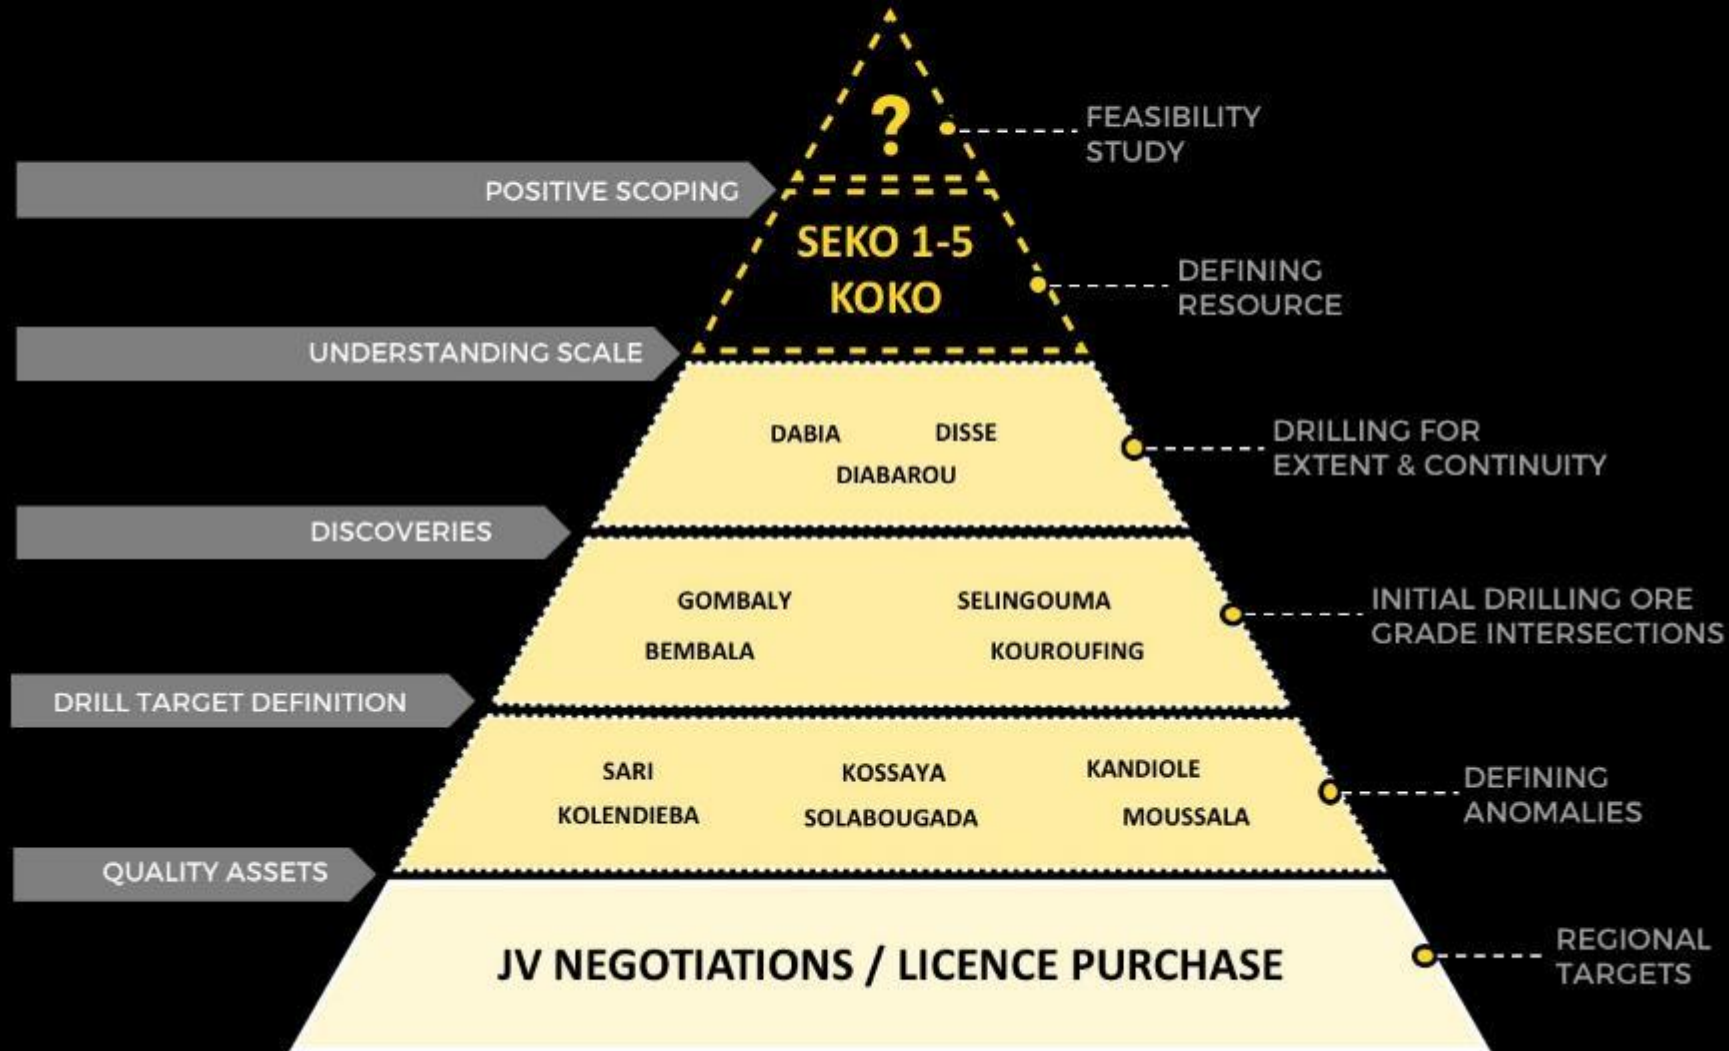 ?
FEASIBILITY
STUDY
POSITIVE SCOPING
SEKO 1-5
KOKO
DEFINING
RESOURCE
UNDERSTANDING SCALE
DABIA DISSE
DIABAROU
DRILLING FOR
EXTENT & CONTINUITY
DISCOVERIES
GOMBALY SELINGOUMA
BEMBALA KOUROUFING
INITIAL DRILLING ORE
GRADE INTERSECTIONS
DRILL TARGET DEFINITION
SARI KOSSAYA KANDIOLE
KOLENDIEBA SOLABOUGADA MOUSSALA
DEFINING
ANOMALIES
QUALITY ASSETS
JV NEGOTIATIONS / LICENCE PURCHASE
REGIONAL
TARGETS